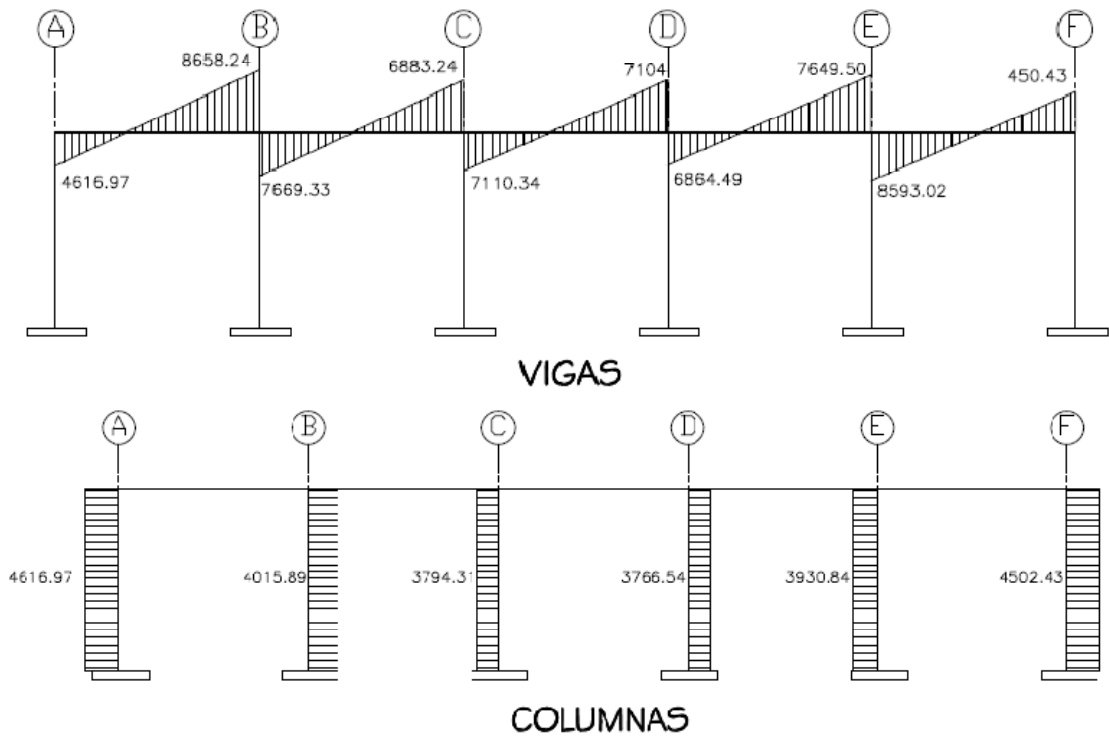 A B C D E F
8658.24 6883.24 7104 7649.50 450.43
4616.97 7669.33 7110.34 6864.49 8593.02
VIGAS
A B C D E F
4616.97 4015.89 3794.31 3766.54 3930.84 4502.43
COLUMNAS